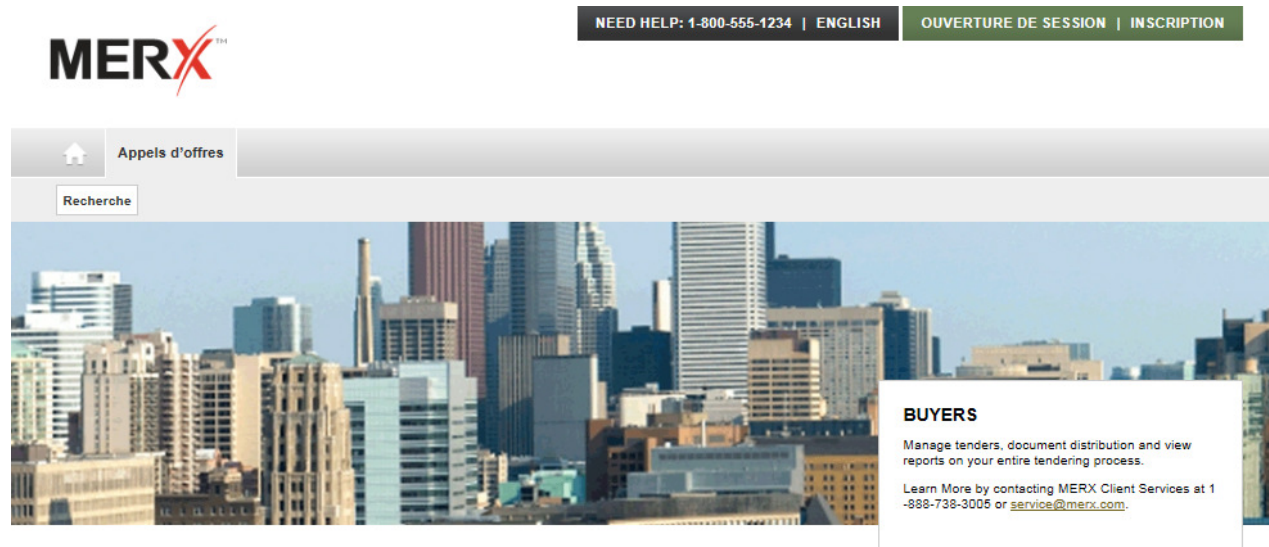 NEED HELP: 1-800-555-1234 | ENGLISH
OUVERTURE DE SESSION | INSCRIPTION
MERX™
Appels d'offres
Recherche
BUYERS
Manage tenders, document distribution and view
reports on your entire tendering process.
Learn More by contacting MERX Client Services at 1
-888-738-3005 or service@merx.com.